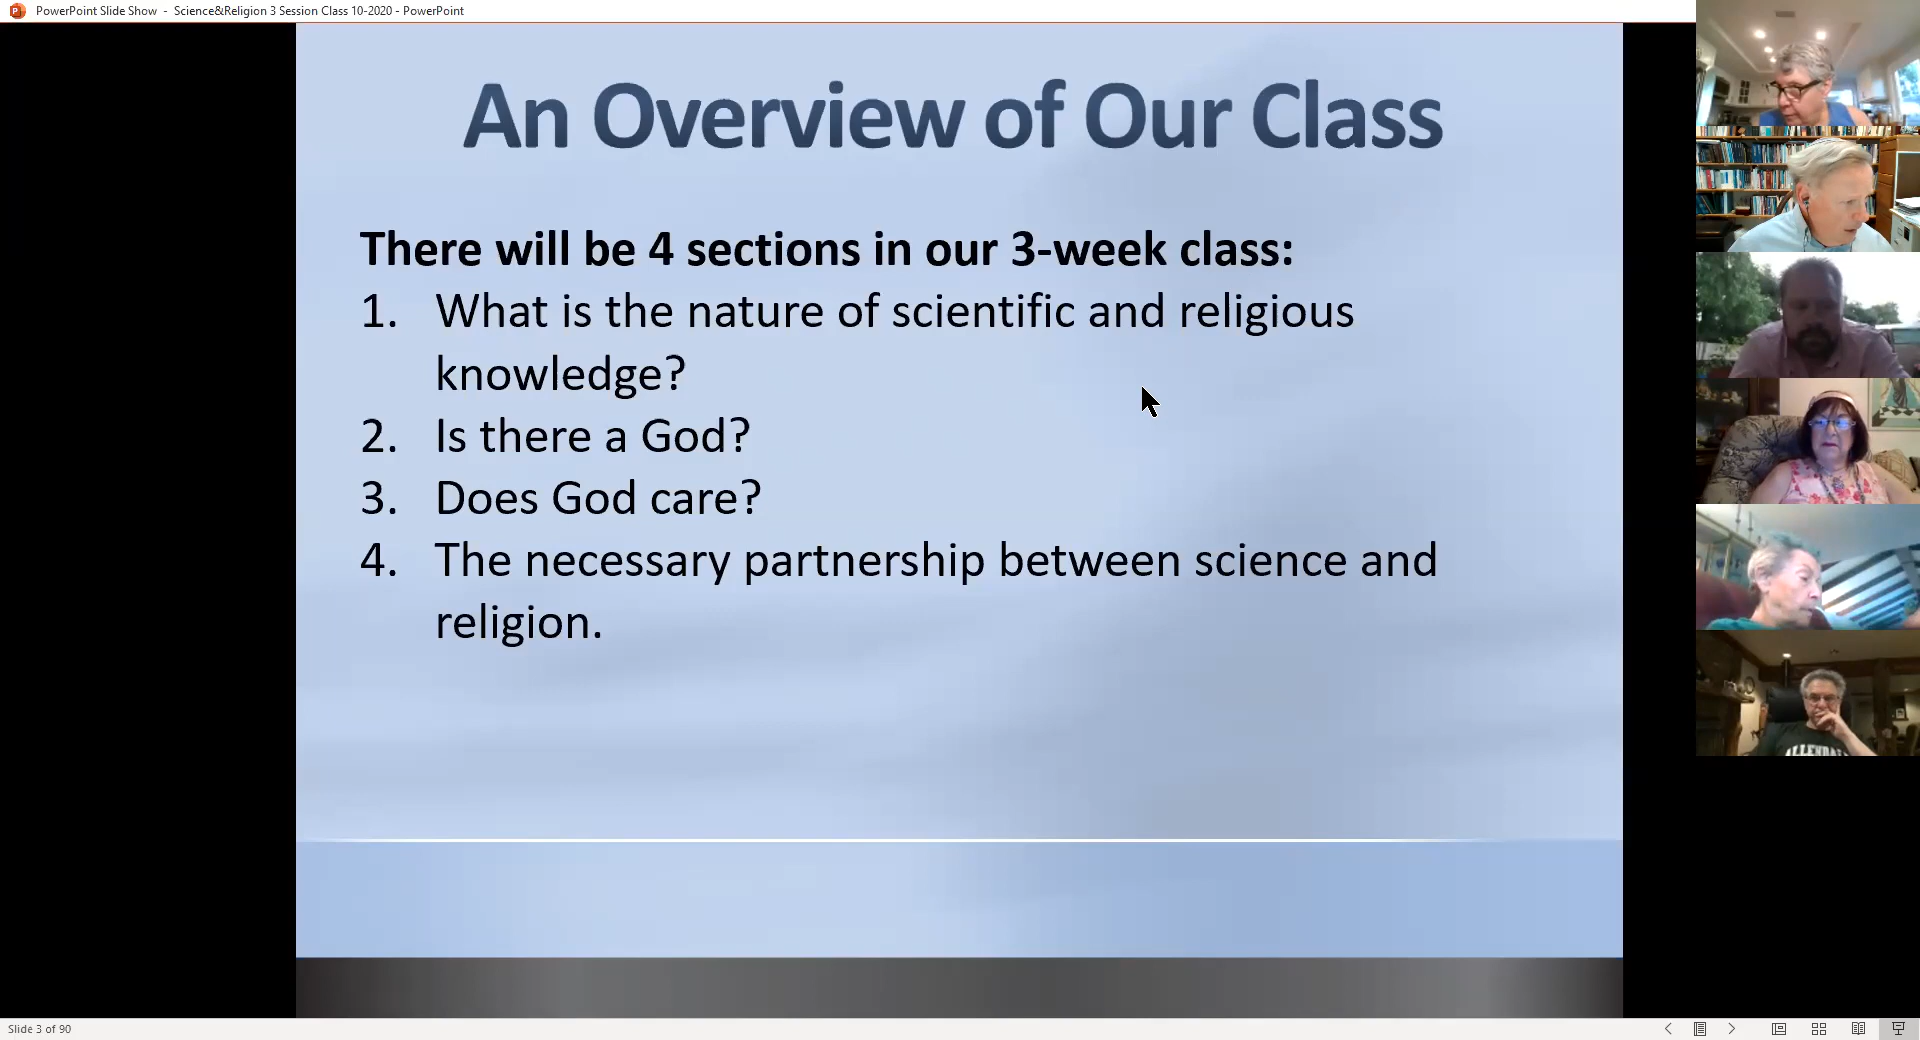 PowerPoint Slide Show - Science&Religion 3 Session Class 10-2020 - PowerPoint
An Overview of Our Class
There will be 4 sections in our 3-week class:
1. What is the nature of scientific and religious
knowledge?
2. Is there a God?
3. Does God care?
4. The necessary partnership between science and
religion.
Slide 3 of 90